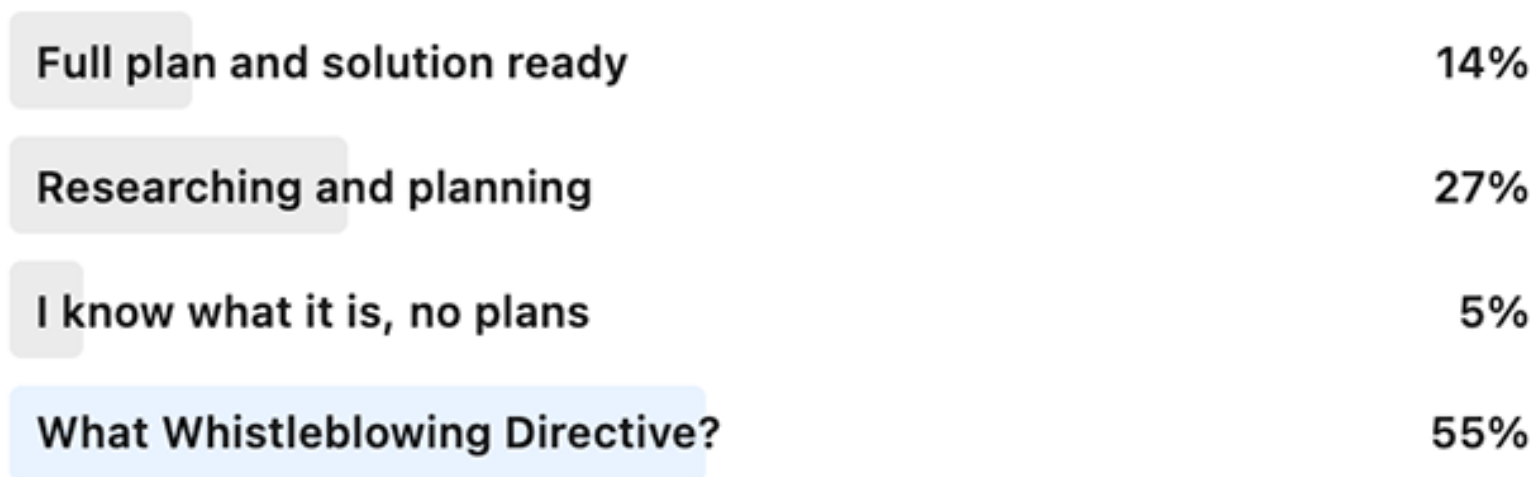 Full plan and solution ready 14%
Researching and planning 27%
I know what it is, no plans 5%
What Whistleblowing Directive? 55%